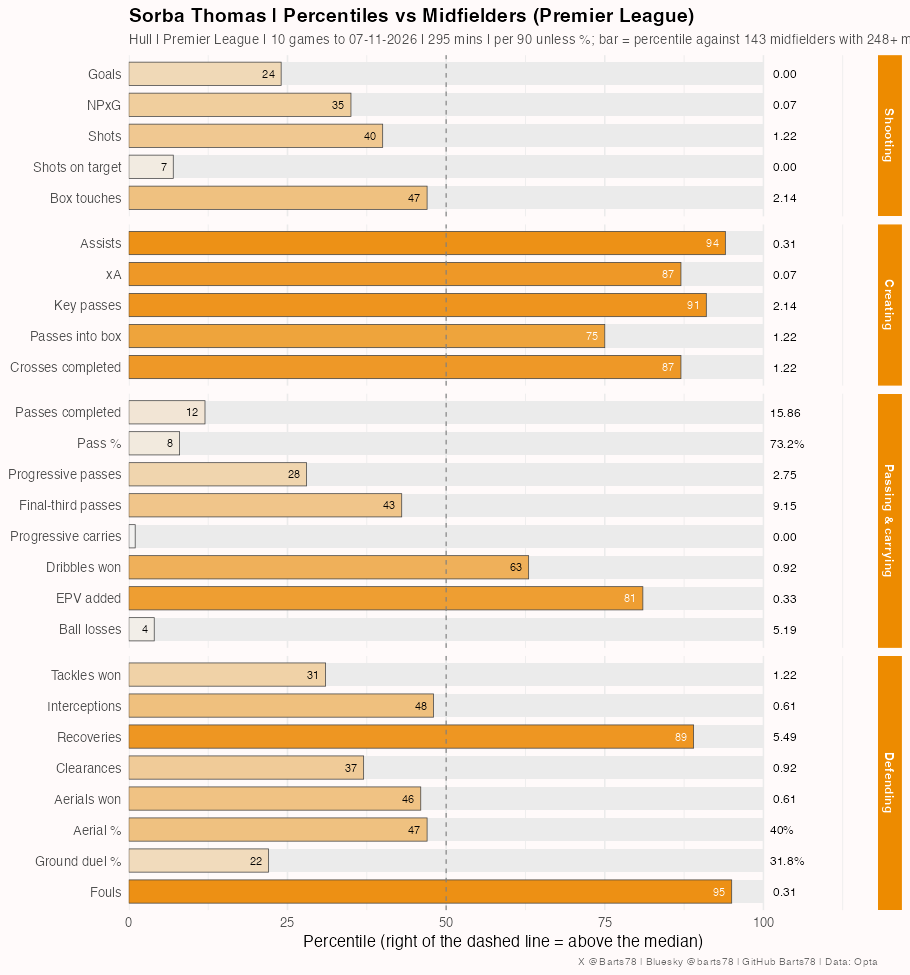 Sorba Thomas | Percentiles vs Midfielders (Premier League)
Hull | Premier League | 10 games to 07-11-2026 | 295 mins | per 90 unless %; bar = percentile against 143 midfielders with 248+ m
Goals 24 0.00
NPxG 35 0.07
Shots 40 1.22
Shots on target 7 0.00
Box touches 47 2.14
Shooting
Assists 94 0.31
xA 87 0.07
Key passes 91 2.14
Passes into box 75 1.22
Crosses completed 87 1.22
Creating
Passes completed 12 15.86
Pass % 8 73.2%
Progressive passes 28 2.75
Final-third passes 43 9.15
Progressive carries 0.00
Dribbles won 63 0.92
EPV added 81 0.33
Ball losses 4 5.19
Passing & carrying
Tackles won 31 1.22
Interceptions 48 0.61
Recoveries 89 5.49
Clearances 37 0.92
Aerials won 46 0.61
Aerial % 47 40%
Ground duel % 22 31.8%
Fouls 95 0.31
Defending
0 25 50 75 100
Percentile (right of the dashed line = above the median)
X @Barts78 | Bluesky @barts78 | GitHub Barts78 | Data: Opta